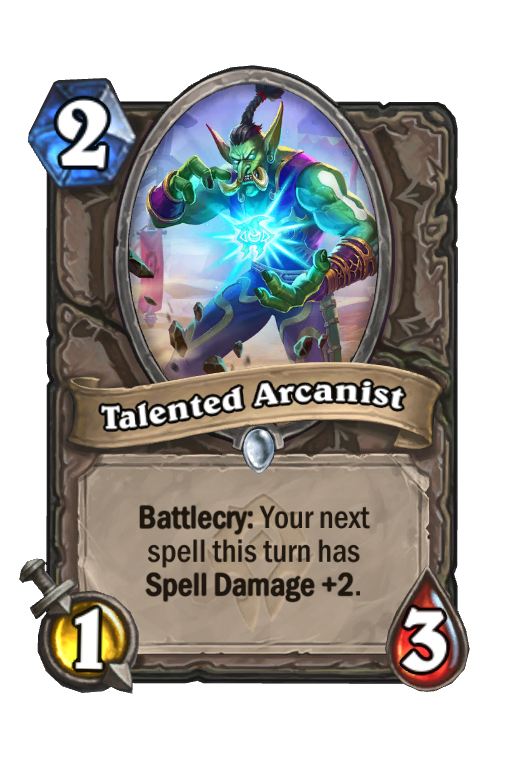 2
Talented Arcanist
Battlecry: Your next
spell this turn has
Spell Damage +2.
1
3